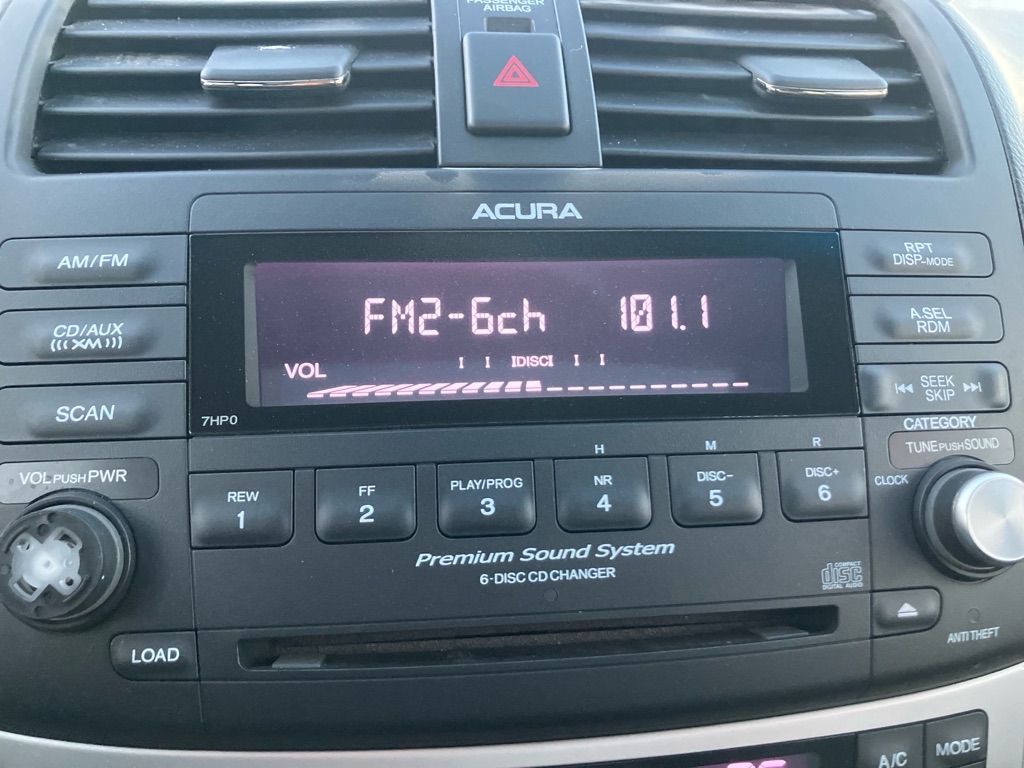 PASSENGER
AIRBAG
ACURA
AM/FM
RPT
DISP-MODE
CD/AUX
(((XM)))
FM2-6ch 101.1
A.SEL
RDM
DISC
VOL
SCAN
SEEK
SKIP
7HP0
CATEGORY
TUNE PUSH SOUND
VOL PUSH PWR
CLOCK
H M R
REW
1
FF
2
PLAY/PROG
3
NR
4
DISC-
5
DISC+
6
Premium Sound System
6-DISC CD CHANGER
COMPACT
disc
DIGITAL AUDIO
LOAD
ANTI THEFT
A/C
MODE